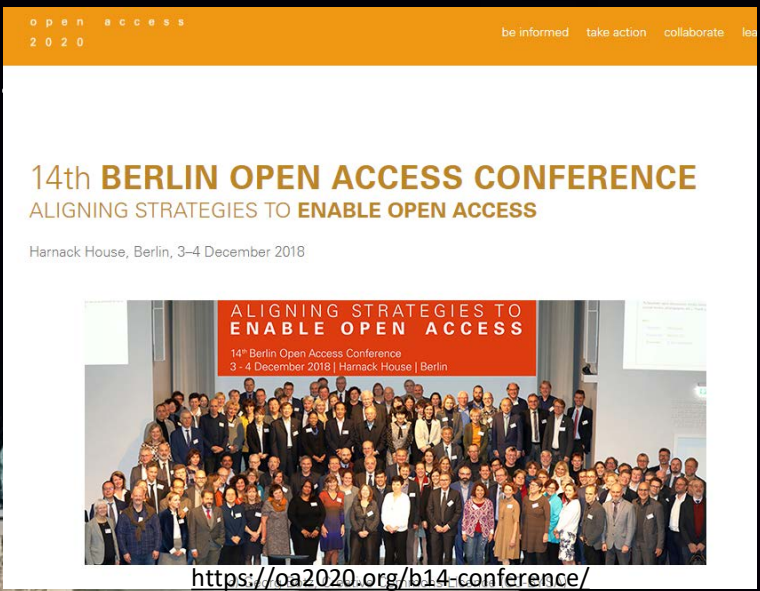 open access
2020
be informed take action collaborate
14th BERLIN OPEN ACCESS CONFERENCE
ALIGNING STRATEGIES TO ENABLE OPEN ACCESS
Harnack House, Berlin, 3–4 December 2018
ALIGNING STRATEGIES TO
ENABLE OPEN ACCESS
14th Berlin Open Access Conference
3 - 4 December 2018 | Harnack House | Berlin
https://oa2020.org/b14-conference/